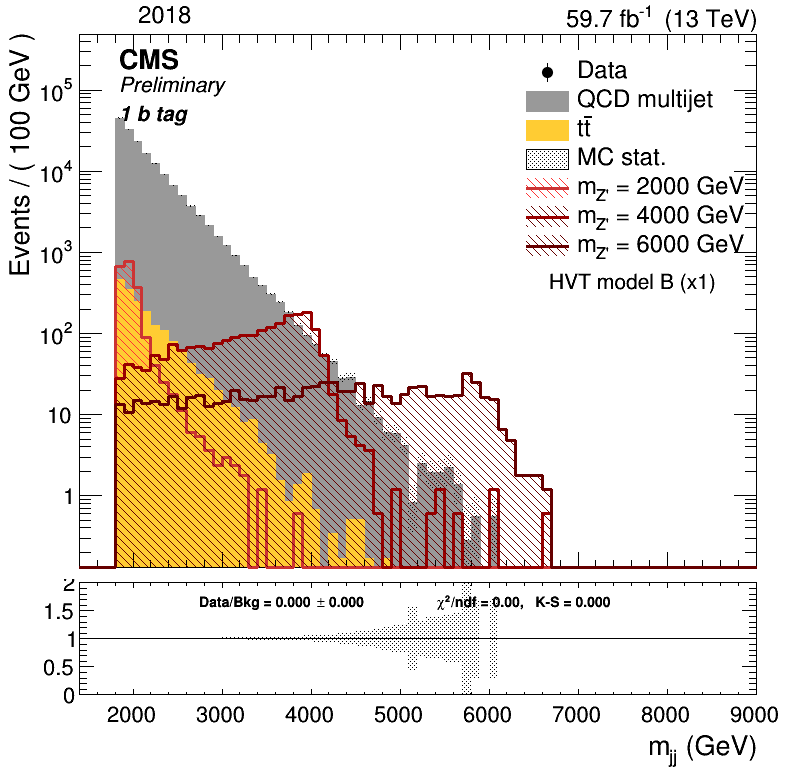 2018
59.7 fb⁻¹ (13 TeV)
Events / ( 100 GeV )
CMS
Preliminary
1 b tag
Data
QCD multijet
tt̄
MC stat.
m_Z' = 2000 GeV
m_Z' = 4000 GeV
m_Z' = 6000 GeV
HVT model B (x1)
10⁵
10⁴
10³
10²
10
1
Data/Bkg = 0.000 ± 0.000
χ²/ndf = 0.00, K-S = 0.000
2
1.5
1
0.5
0
2000 3000 4000 5000 6000 7000 8000 9000
m_jj (GeV)